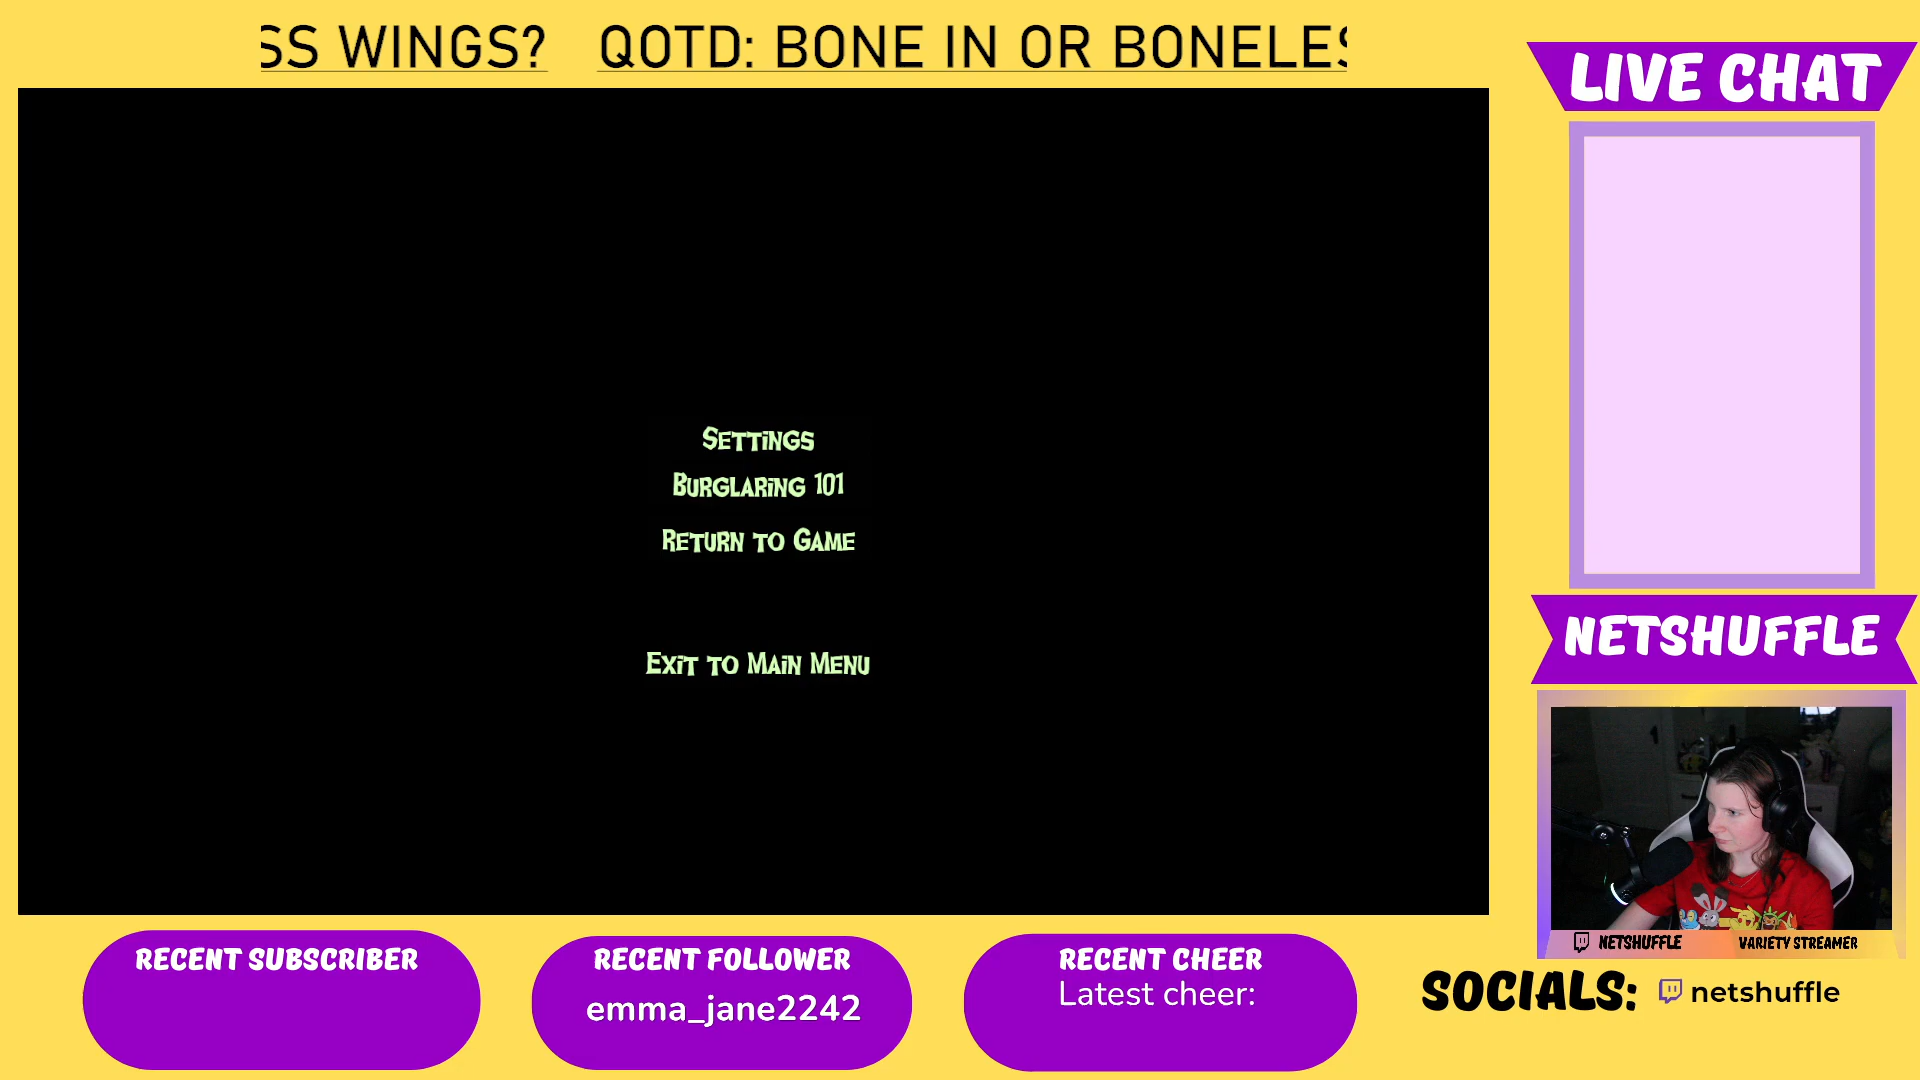 SS WINGS? QOTD: BONE IN OR BONELES
LIVE CHAT
Settings
Burglaring 101
Return to Game
Exit to Main Menu
NETSHUFFLE
NETSHUFFLE VARIETY STREAMER
RECENT SUBSCRIBER
RECENT FOLLOWER
emma_jane2242
RECENT CHEER
Latest cheer:
SOCIALS: netshuffle